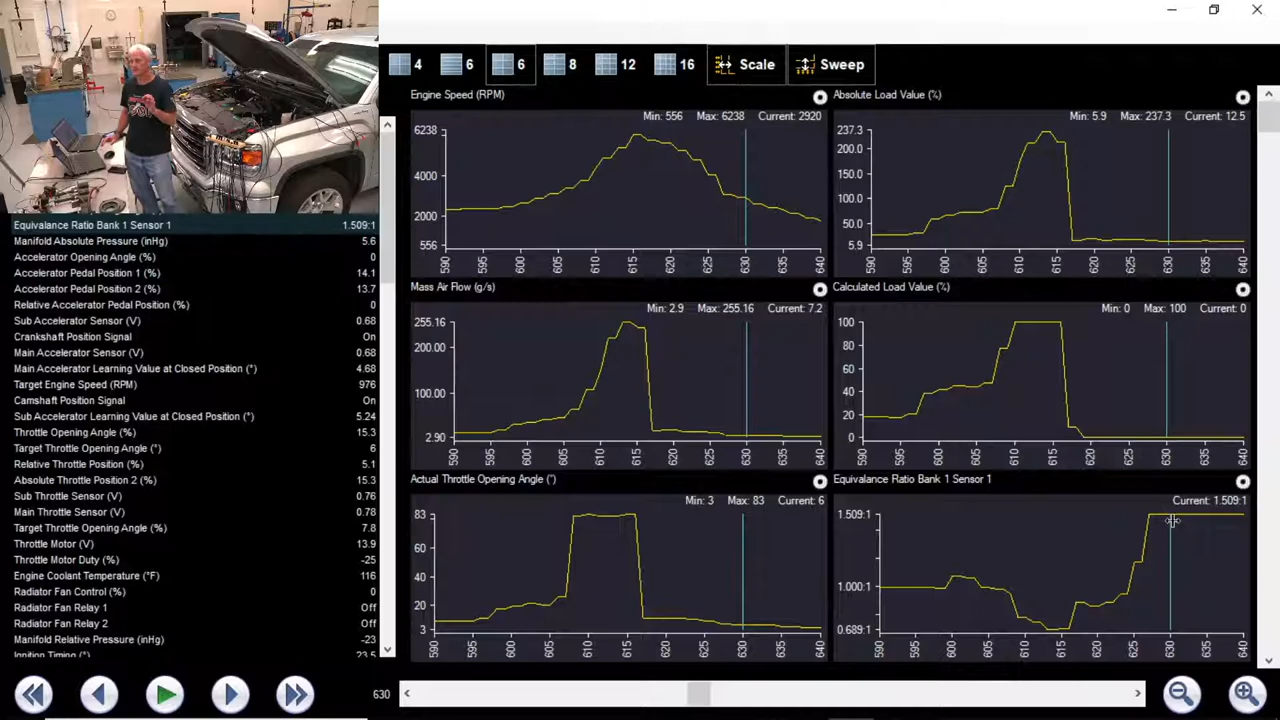 4 6 6 8 12 16 Scale Sweep
Equivalance Ratio Bank 1 Sensor 1 1.509:1
Manifold Absolute Pressure (inHg) 5.6
Accelerator Opening Angle (%) 0
Accelerator Pedal Position 1 (%) 14.1
Accelerator Pedal Position 2 (%) 13.7
Relative Accelerator Pedal Position (%) 0
Sub Accelerator Sensor (V) 0.68
Crankshaft Position Signal On
Main Accelerator Sensor (V) 0.68
Main Accelerator Learning Value at Closed Position (°) 4.68
Target Engine Speed (RPM) 976
Camshaft Position Signal On
Sub Accelerator Learning Value at Closed Position (°) 5.24
Throttle Opening Angle (%) 15.3
Target Throttle Opening Angle (°) 6
Relative Throttle Position (%) 5.1
Absolute Throttle Position 2 (%) 15.3
Sub Throttle Sensor (V) 0.76
Main Throttle Sensor (V) 0.78
Target Throttle Opening Angle (%) 7.8
Throttle Motor (V) 13.9
Throttle Motor Duty (%) -25
Engine Coolant Temperature (°F) 116
Radiator Fan Control (%) 0
Radiator Fan Relay 1 Off
Radiator Fan Relay 2 Off
Manifold Relative Pressure (inHg) -23
Ignition Timing (°) 23.5
Engine Speed (RPM)
Min: 556 Max: 6238 Current: 2920
6238
4000
2000
556
590 595 600 605 610 615 620 625 630 635 640
Absolute Load Value (%)
Min: 5.9 Max: 237.3 Current: 12.5
237.3
200.0
150.0
100.0
50.0
5.9
590 595 600 605 610 615 620 625 630 635 640
Mass Air Flow (g/s)
Min: 2.9 Max: 255.16 Current: 7.2
255.16
200.00
100.00
2.90
590 595 600 605 610 615 620 625 630 635 640
Calculated Load Value (%)
Min: 0 Max: 100 Current: 0
100
80
60
40
20
0
590 595 600 605 610 615 620 625 630 635 640
Actual Throttle Opening Angle (°)
Min: 3 Max: 83 Current: 6
83
60
40
20
3
590 595 600 605 610 615 620 625 630 635 640
Equivalance Ratio Bank 1 Sensor 1
Current: 1.509:1
1.509:1
1.000:1
0.689:1
590 595 600 605 610 615 620 625 630 635 640
630